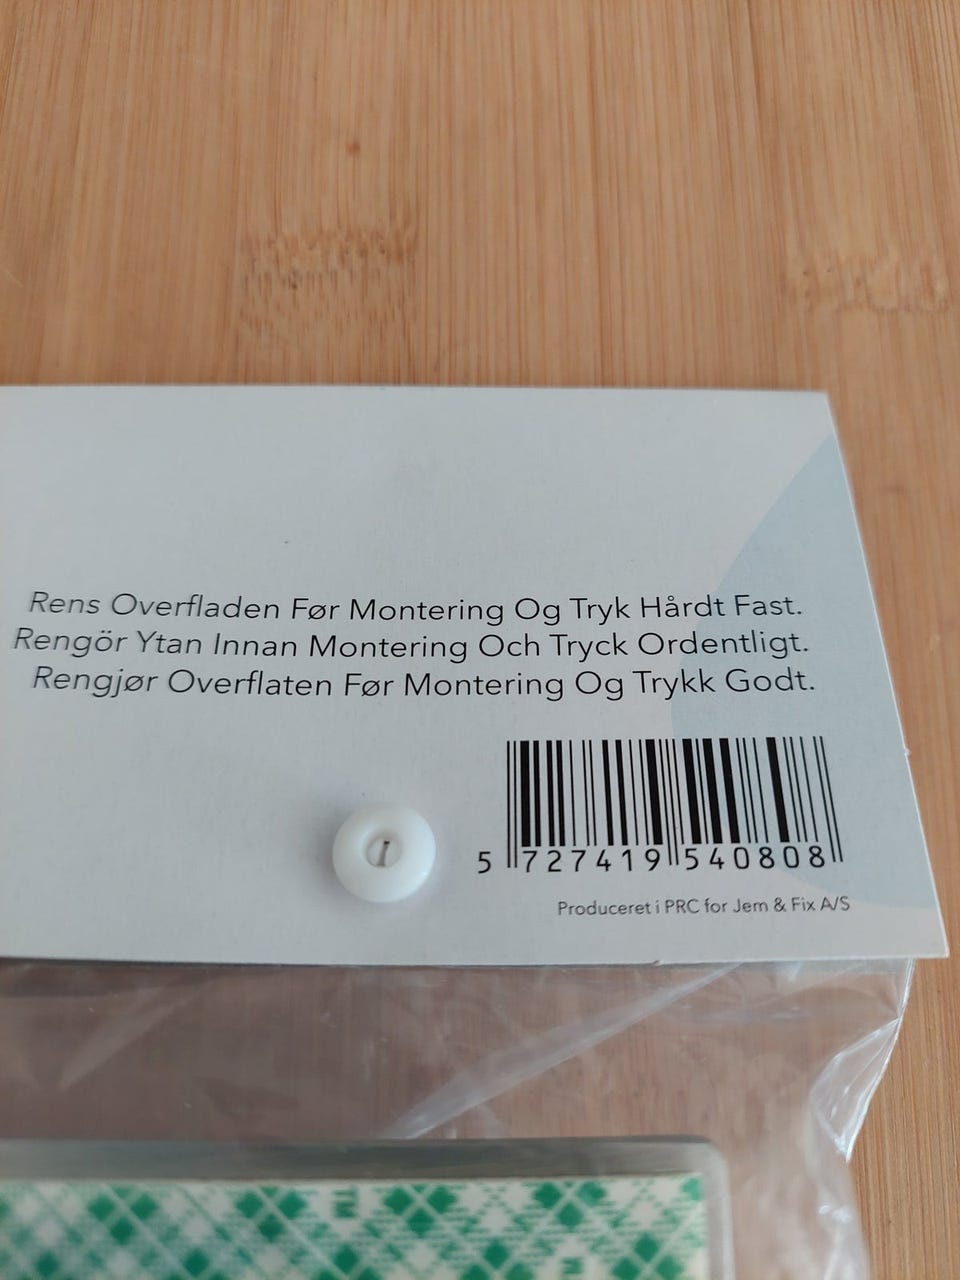 Rens Overfladen Før Montering Og Tryk Hårdt Fast.
Rengör Ytan Innan Montering Och Tryck Ordentligt.
Rengjør Overflaten Før Montering Og Trykk Godt.
5 727419 540808
Produceret i PRC for Jem & Fix A/S